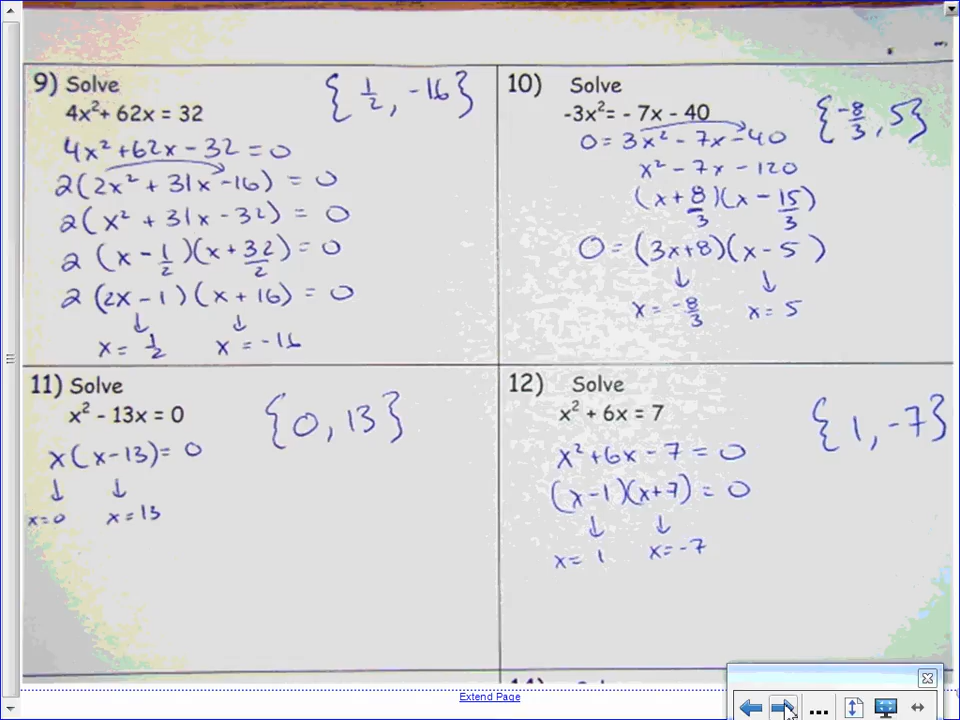 9) Solve
4x²+ 62x = 32
{ 1/2, -16 }
4x² +62x - 32 = 0
2(2x² + 31x -16) = 0
2(x² + 31x -32) = 0
2 (x - 1/2)(x + 32/2) = 0
2 (2x - 1)(x + 16) = 0
x = 1/2 x = -16
10) Solve
-3x²= - 7x - 40
{ -8/3, 5 }
0 = 3x² - 7x - 40
x² - 7x - 120
(x + 8/3)(x - 15/3)
0 = (3x+8)(x - 5)
x = -8/3 x = 5
11) Solve
x² - 13x = 0
{0, 13}
x(x-13) = 0
x=0 x = 13
12) Solve
x² + 6x = 7
{1, -7}
x² +6x - 7 = 0
(x-1)(x+7) = 0
x = 1 x = -7
Extend Page